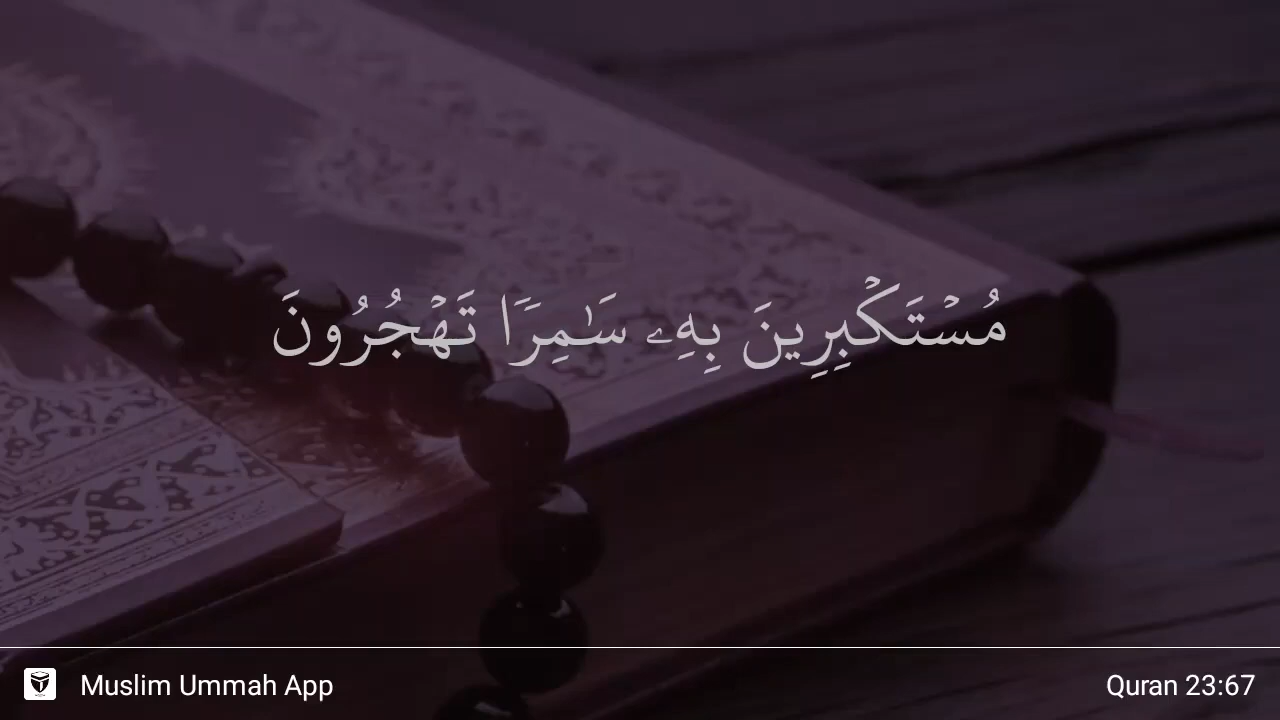 مُسۡتَكۡبِرِينَ بِهِۦ سَـٰمِرࣰا تَهۡجُرُونَ
Muslim Ummah App
Quran 23:67